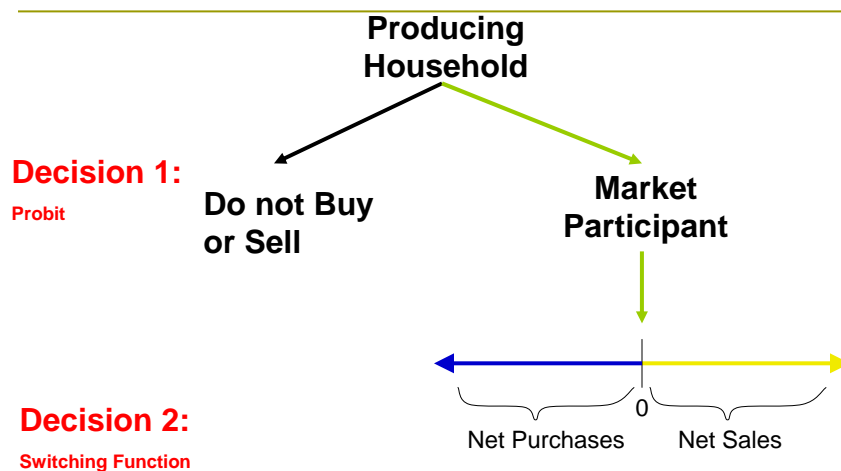 Producing
Household
Decision 1:
Probit
Do not Buy
or Sell
Market
Participant
0
Net Purchases
Net Sales
Decision 2:
Switching Function